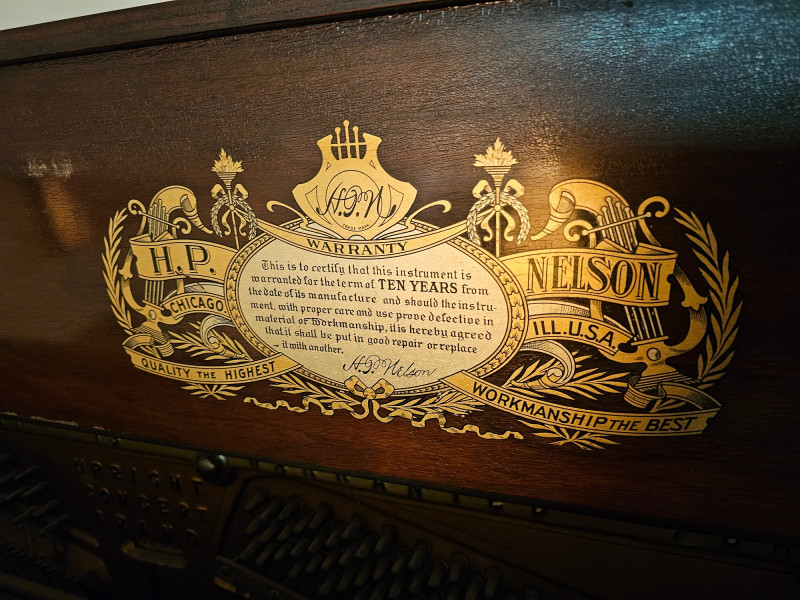 H.P.N
TRADE MARK
WARRANTY
H.P. NELSON
CHICAGO ILL. U.S.A.
This is to certify that this instrument is
warranted for the term of TEN YEARS from
the date of its manufacture and should the instru-
ment, with proper care and use prove defective in
material or Workmanship, it is hereby agreed
that it shall be put in good repair or replace
it with another.
H.P. Nelson
QUALITY THE HIGHEST
WORKMANSHIP THE BEST
UPRIGHT
CONCERT
GRAND